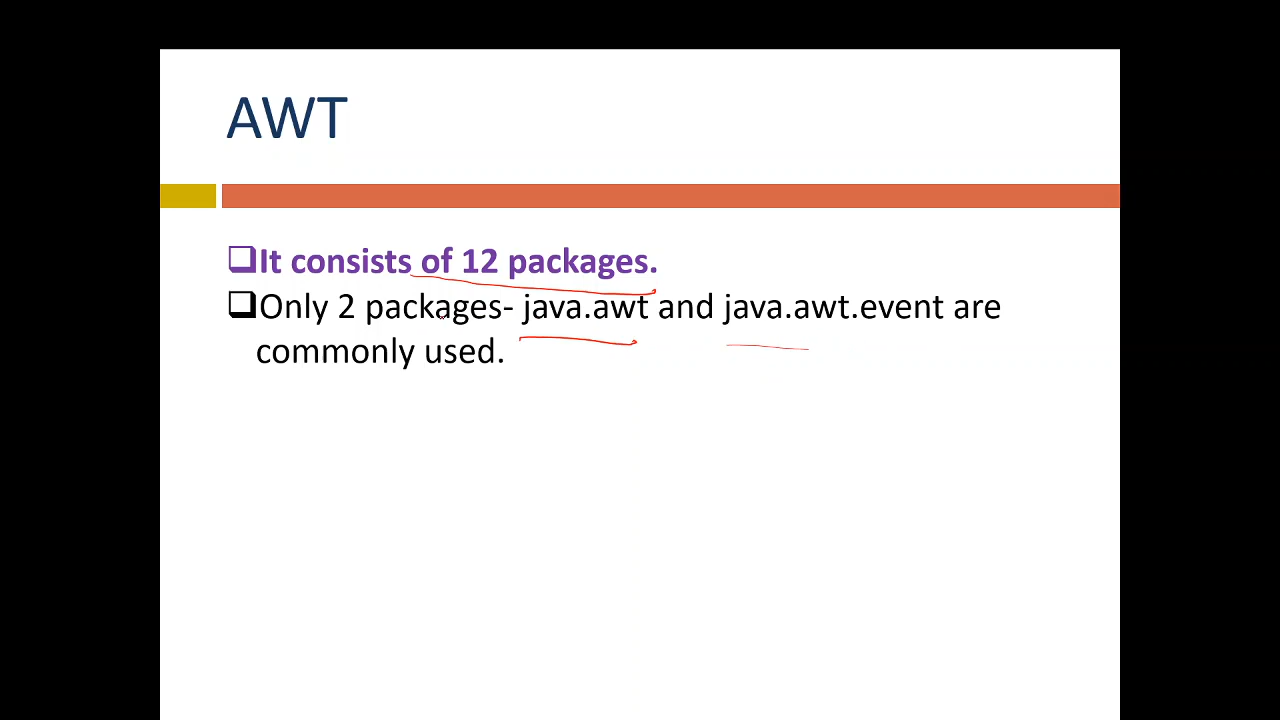 AWT
❑It consists of 12 packages.
❑Only 2 packages- java.awt and java.awt.event are
commonly used.